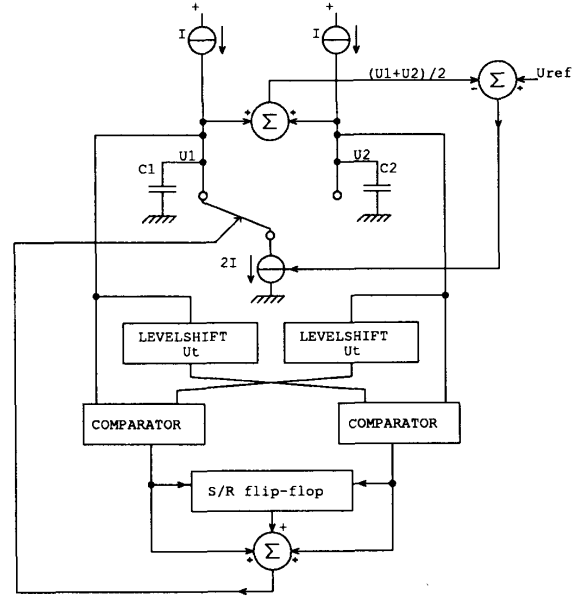 + +
I I
(U1+U2)/2
Σ Uref
- +
+ Σ +
U1 U2
C1 C2
2I
LEVELSHIFT LEVELSHIFT
Ut Ut
COMPARATOR COMPARATOR
S/R flip-flop
+
Σ
+ +